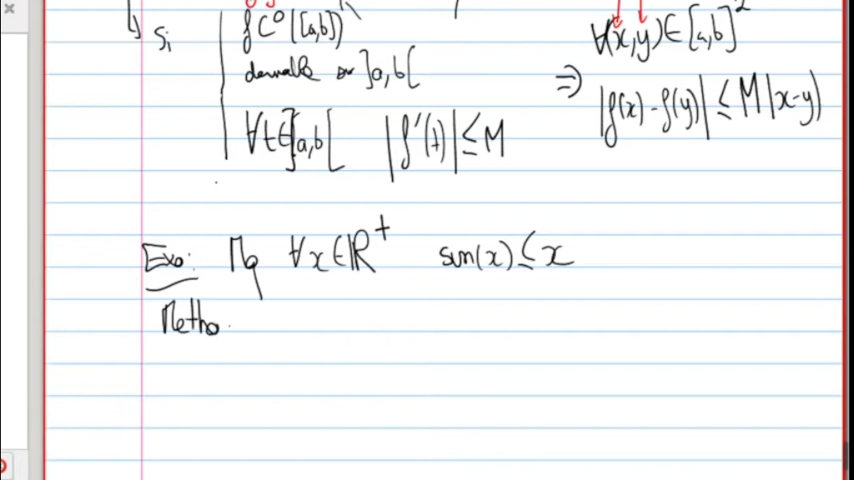 Si f C⁰([a,b])
dérivable sur ]a,b[
∀t∈]a,b[ |f'(t)| ≤ M
∀(x,y)∈[a,b]²
⇒ |f(x)-f(y)| ≤ M|x-y|
Exo: Mq ∀x∈ℝ⁺ sin(x) ≤ x
Métho